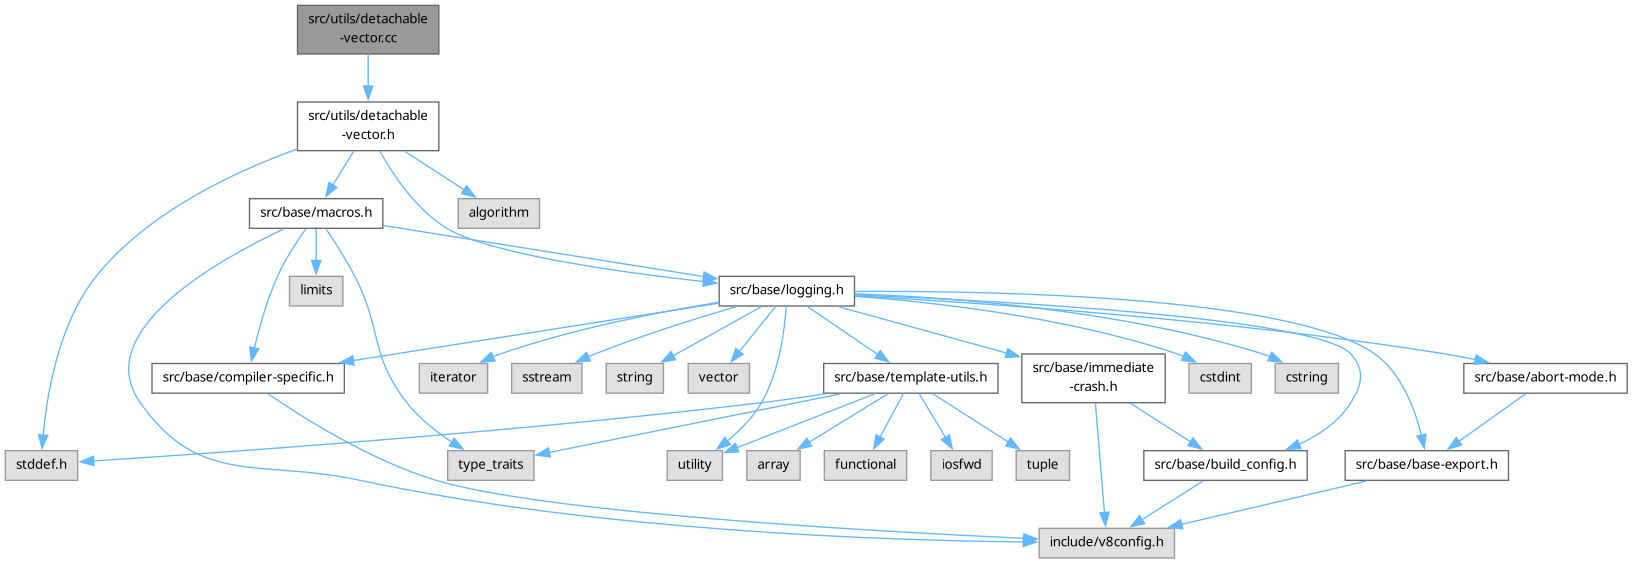 src/utils/detachable
-vector.cc
src/utils/detachable
-vector.h
src/base/macros.h
algorithm
limits
src/base/logging.h
src/base/compiler-specific.h
iterator
sstream
string
vector
src/base/template-utils.h
src/base/immediate
-crash.h
cstdint
cstring
src/base/abort-mode.h
stddef.h
type_traits
utility
array
functional
iosfwd
tuple
src/base/build_config.h
src/base/base-export.h
include/v8config.h